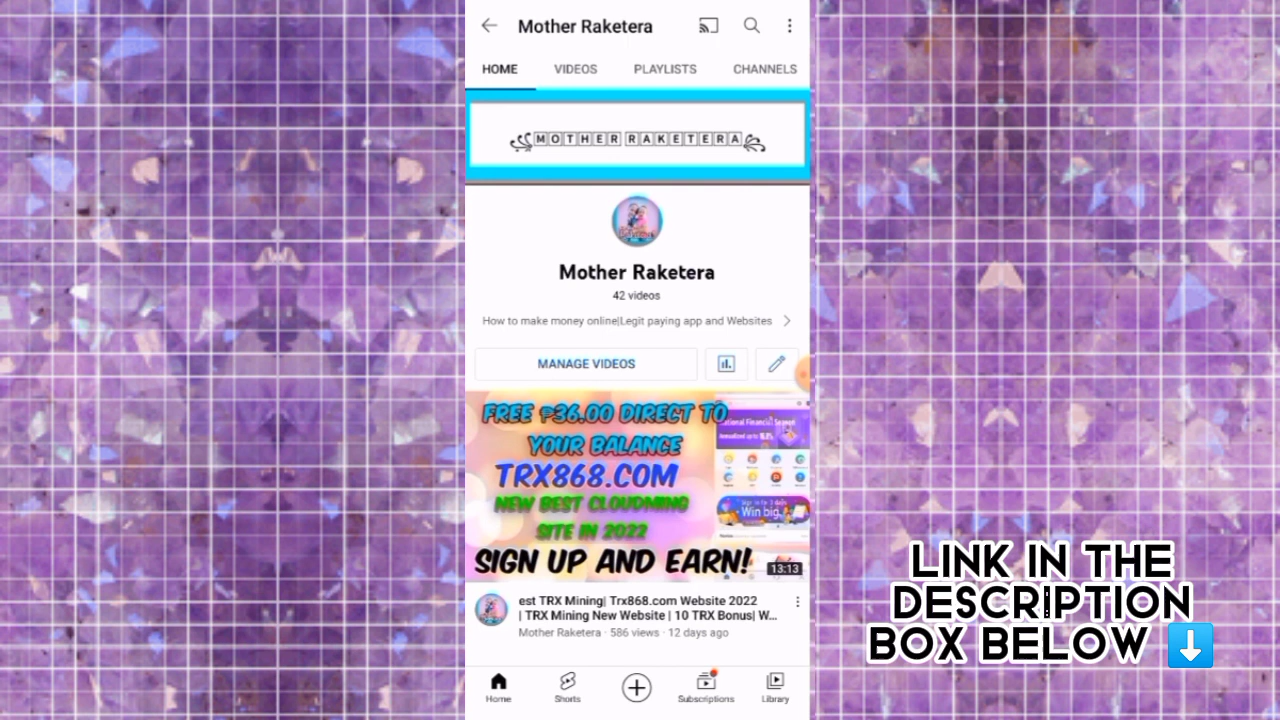 Mother Raketera
HOME VIDEOS PLAYLISTS CHANNELS
MOTHER RAKETERA
Mother Raketera
42 videos
How to make money online|Legit paying app and Websites
MANAGE VIDEOS
FREE ₱36.00 DIRECT TO
YOUR BALANCE
TRX868.COM
NEW BEST CLOUDMING
SITE IN 2022
SIGN UP AND EARN!
Financial Season
Win big
13:13
est TRX Mining| Trx868.com Website 2022
| TRX Mining New Website | 10 TRX Bonus| W...
Mother Raketera · 586 views · 12 days ago
Home Shorts Subscriptions Library
LINK IN THE
DESCRIPTION
BOX BELOW